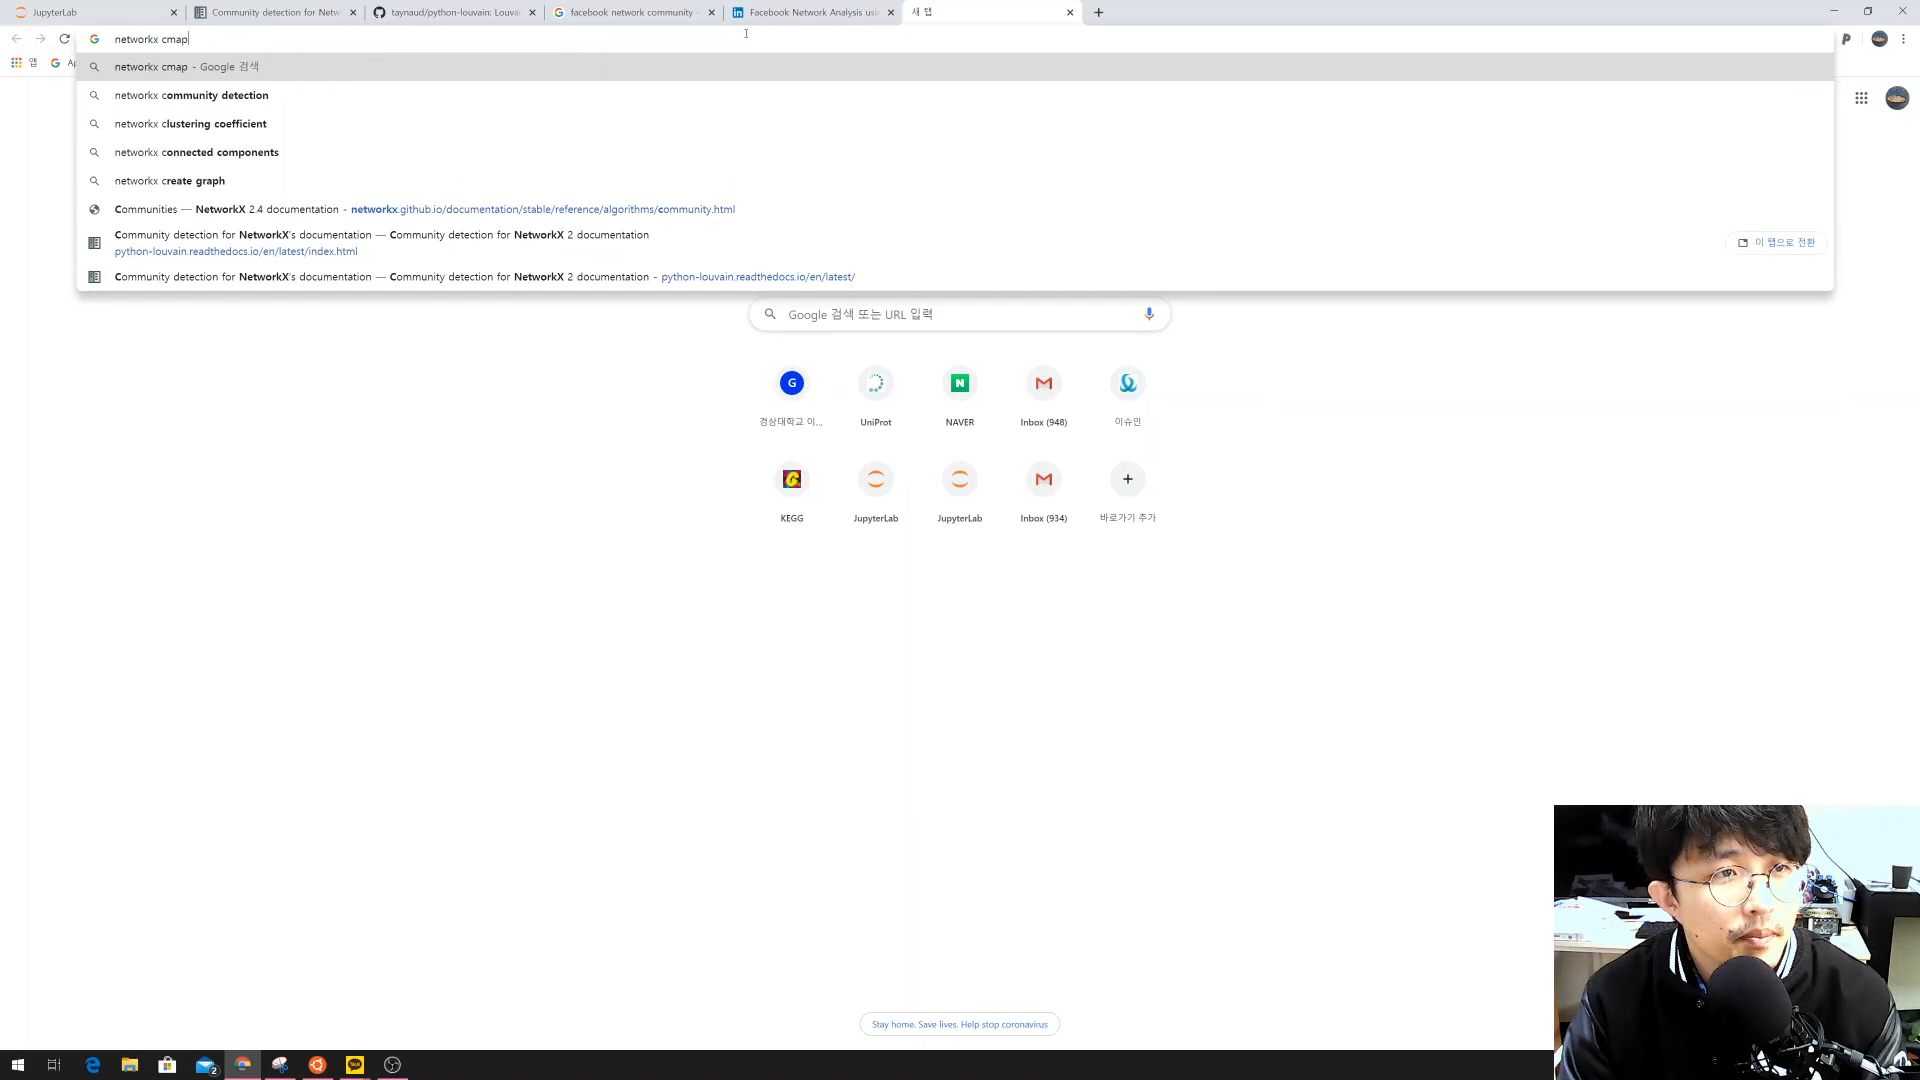 JupyterLab
Community detection for Netw
taynaud/python-louvain: Louva
facebook network community -
Facebook Network Analysis usin
새 탭
networkx cmap
앱
Ap
networkx cmap - Google 검색
networkx community detection
networkx clustering coefficient
networkx connected components
networkx create graph
Communities — NetworkX 2.4 documentation - networkx.github.io/documentation/stable/reference/algorithms/community.html
Community detection for NetworkX's documentation — Community detection for NetworkX 2 documentation
python-louvain.readthedocs.io/en/latest/index.html
이 탭으로 전환
Community detection for NetworkX's documentation — Community detection for NetworkX 2 documentation - python-louvain.readthedocs.io/en/latest/
Google 검색 또는 URL 입력
경상대학교 이...
UniProt
NAVER
Inbox (948)
이슈인
KEGG
JupyterLab
JupyterLab
Inbox (934)
바로가기 추가
Stay home. Save lives. Help stop coronavirus
2